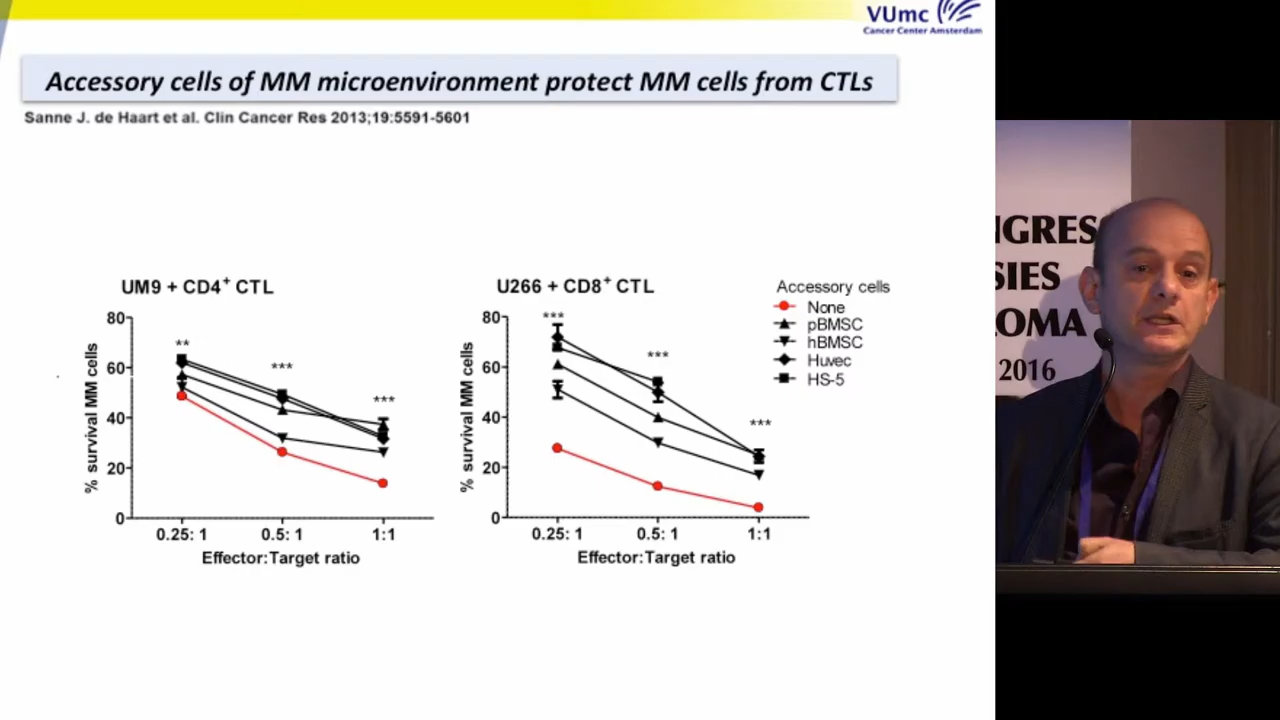 VUmc
Cancer Center Amsterdam
Accessory cells of MM microenvironment protect MM cells from CTLs
Sanne J. de Haart et al. Clin Cancer Res 2013;19:5591-5601
UM9 + CD4+ CTL
% survival MM cells
80
60
40
20
0
**
***
***
0.25: 1 0.5: 1 1:1
Effector:Target ratio
U266 + CD8+ CTL
% survival MM cells
80
60
40
20
0
***
***
***
0.25: 1 0.5: 1 1:1
Effector:Target ratio
Accessory cells
None
pBMSC
hBMSC
Huvec
HS-5
NGRES
SIES
OMA
2016